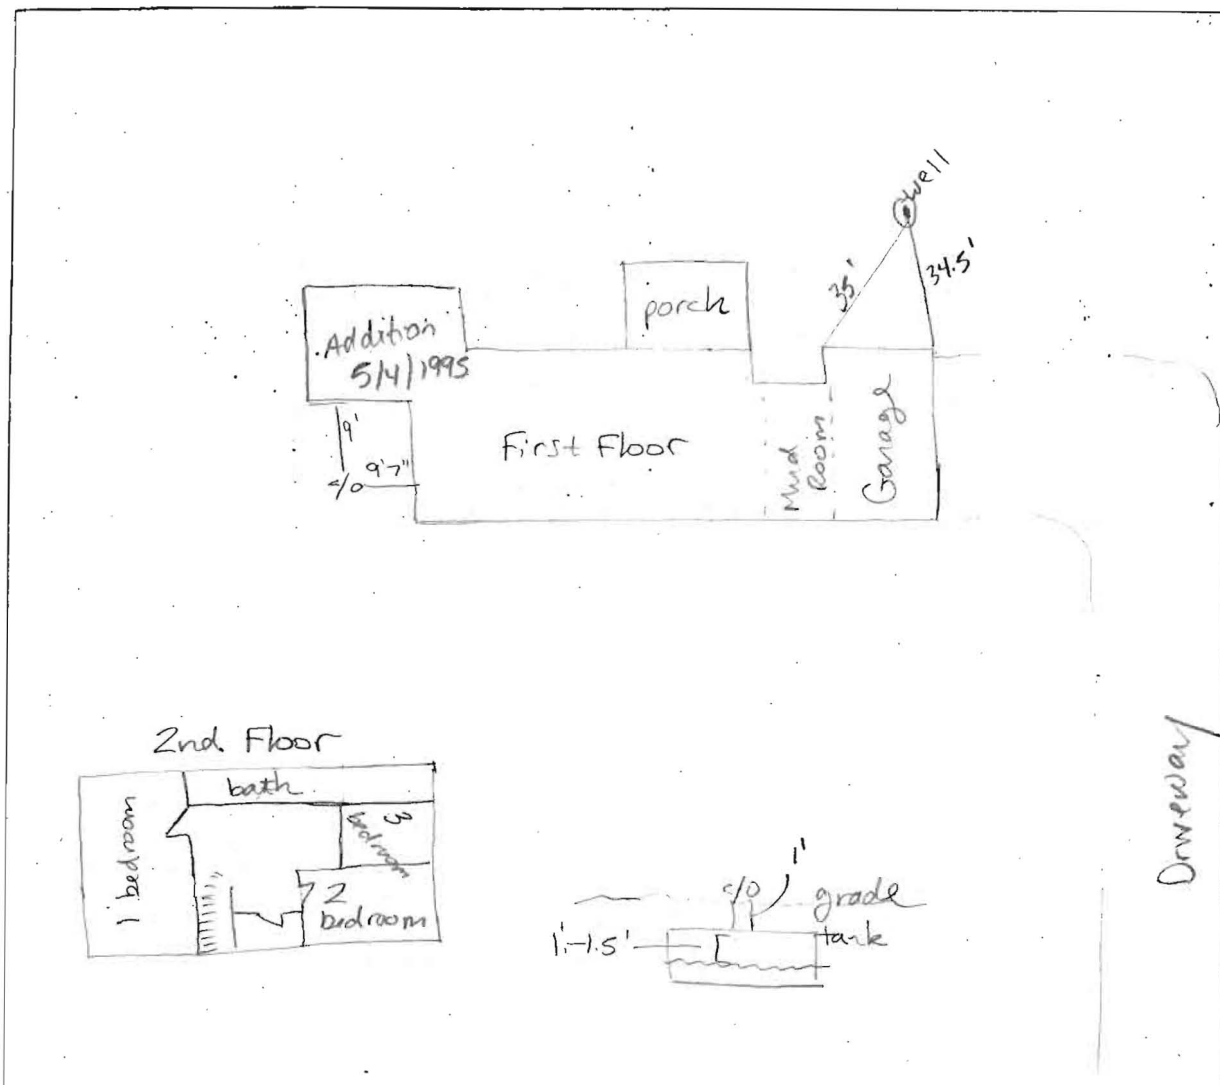 well
35'
34.5'
porch
Addition
5/4/1995
First Floor
Mud
Room
Garage
9'
c/o
9'7"
2nd. Floor
bath
1 bedroom
3
bedroom
2
bedroom
1'
c/o
grade
1'-1.5'
tank
Driveway